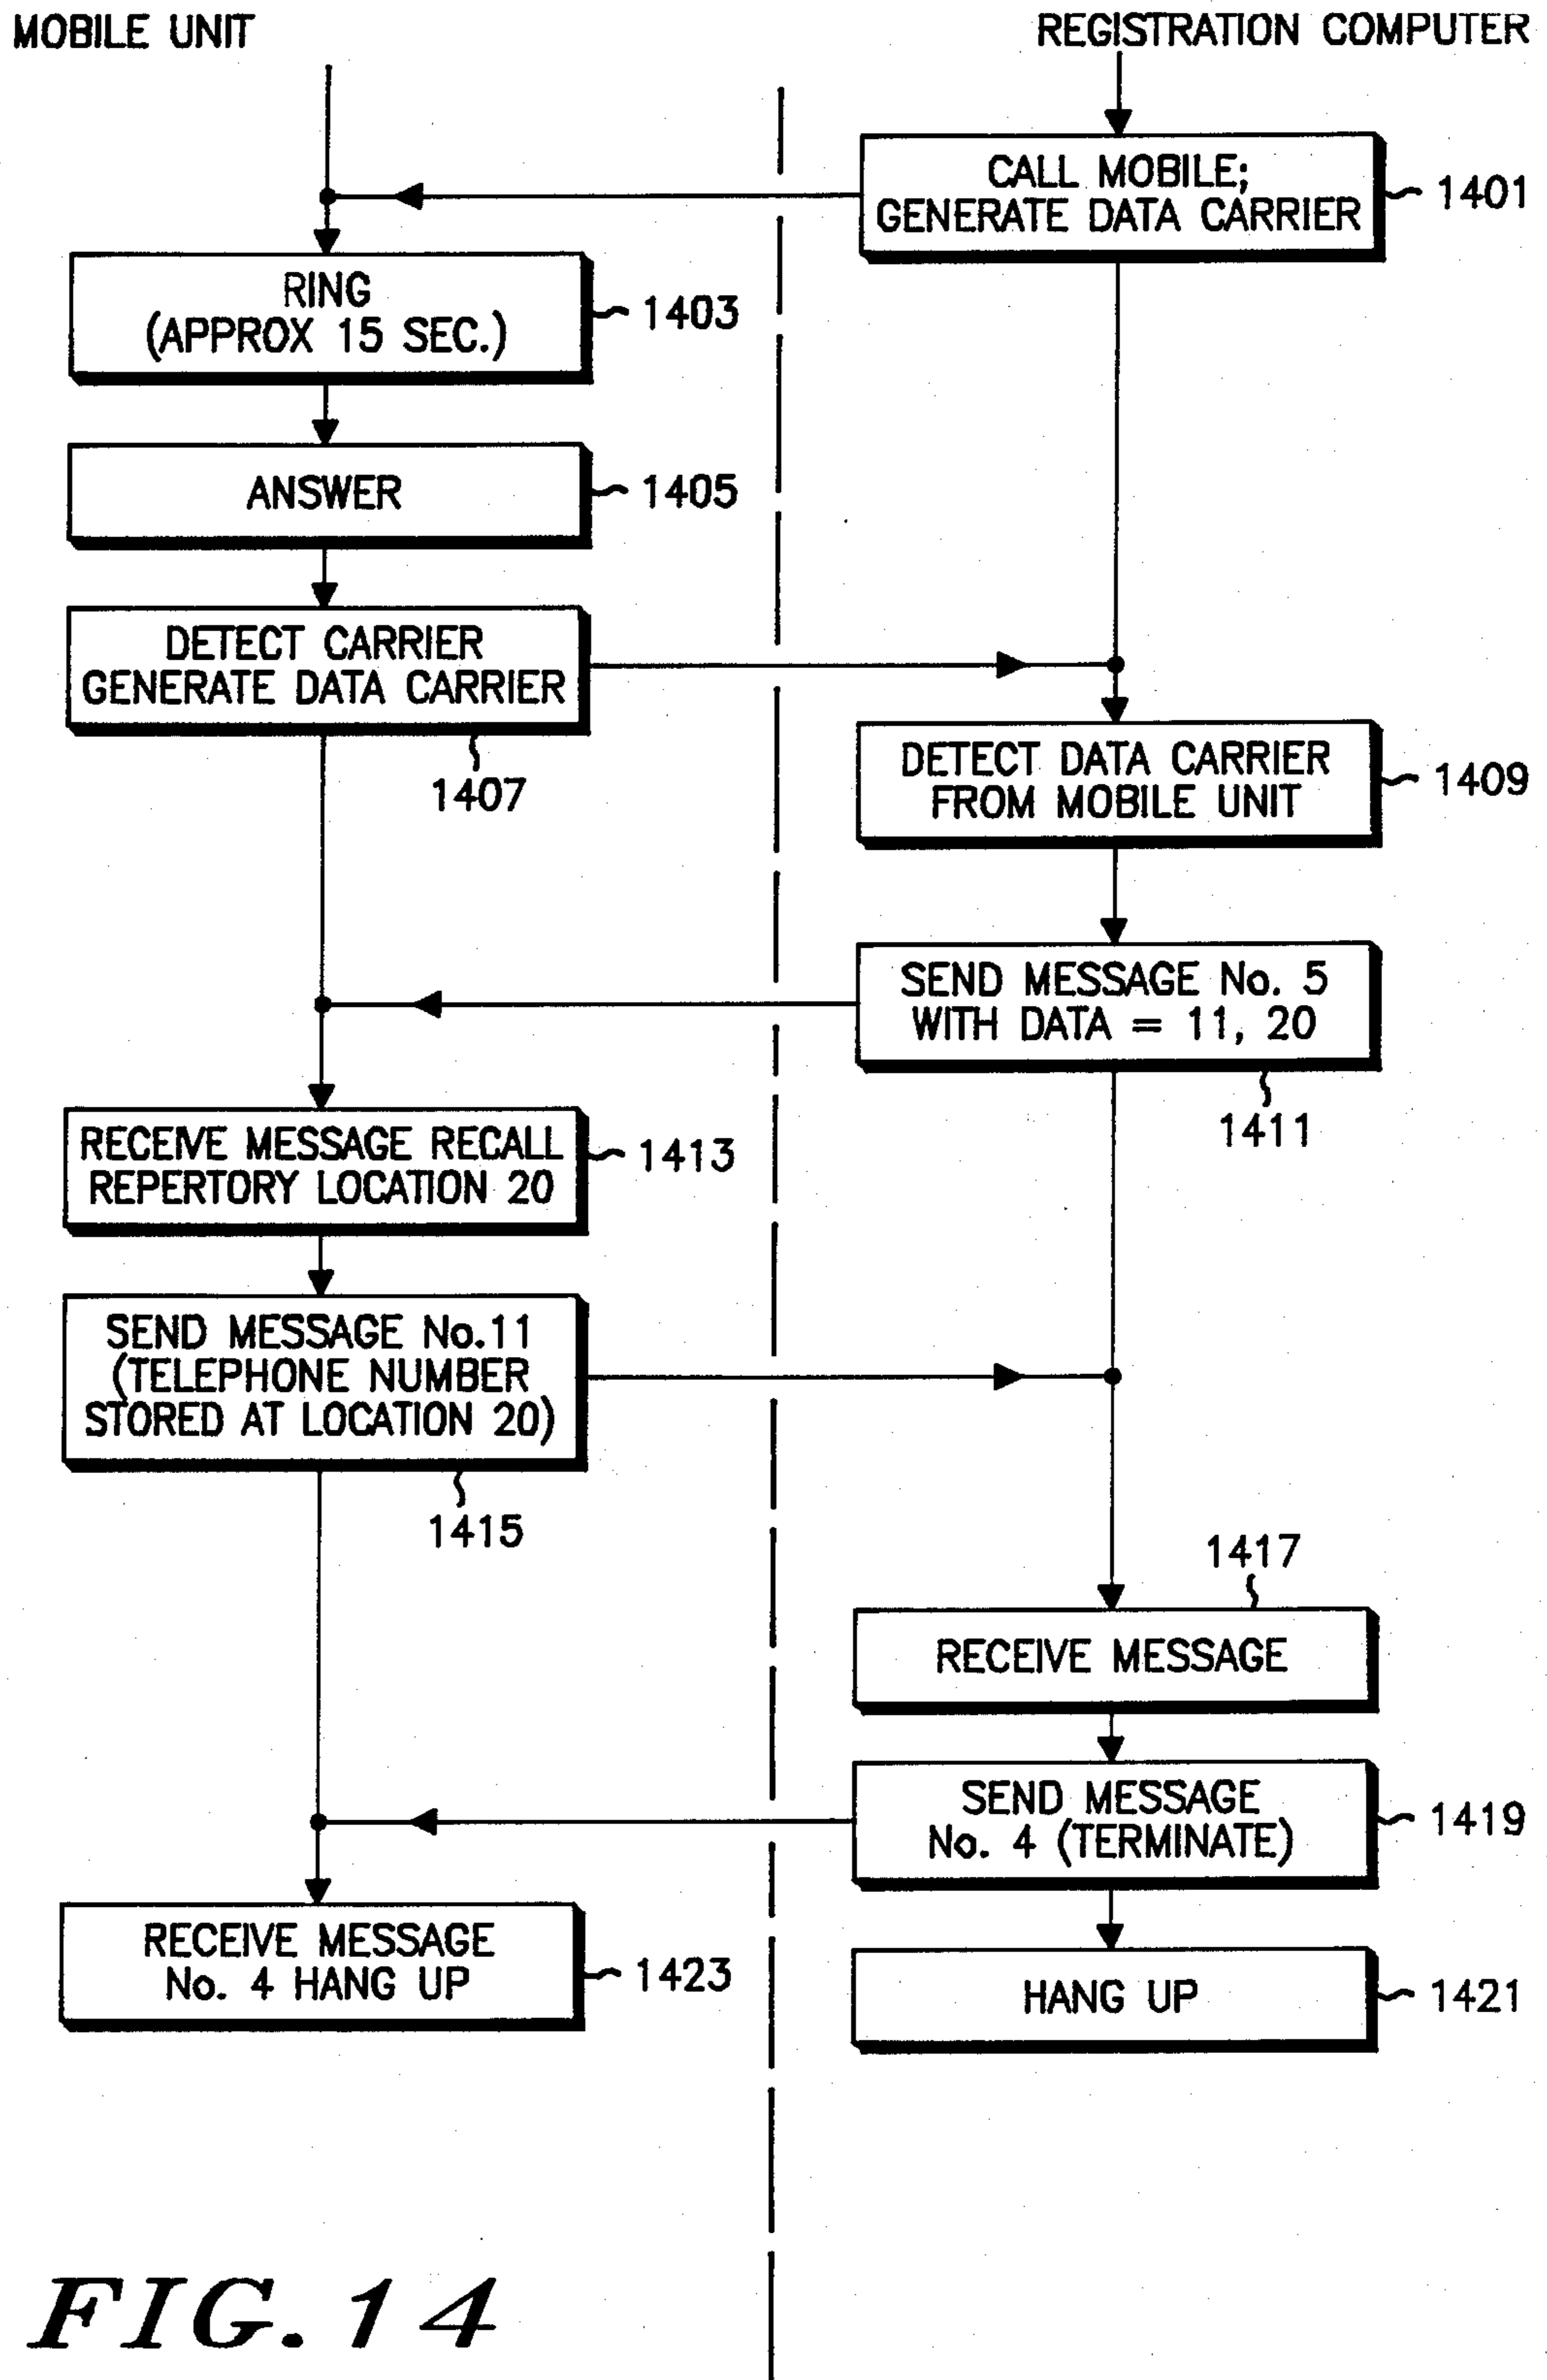 MOBILE UNIT
REGISTRATION COMPUTER
CALL MOBILE;
GENERATE DATA CARRIER
1401
RING
(APPROX 15 SEC.)
1403
ANSWER
1405
DETECT CARRIER
GENERATE DATA CARRIER
1407
DETECT DATA CARRIER
FROM MOBILE UNIT
1409
SEND MESSAGE No. 5
WITH DATA = 11, 20
1411
RECEIVE MESSAGE RECALL
REPERTORY LOCATION 20
1413
SEND MESSAGE No.11
(TELEPHONE NUMBER
STORED AT LOCATION 20)
1415
1417
RECEIVE MESSAGE
SEND MESSAGE
No. 4 (TERMINATE)
1419
RECEIVE MESSAGE
No. 4 HANG UP
1423
HANG UP
1421
FIG. 14